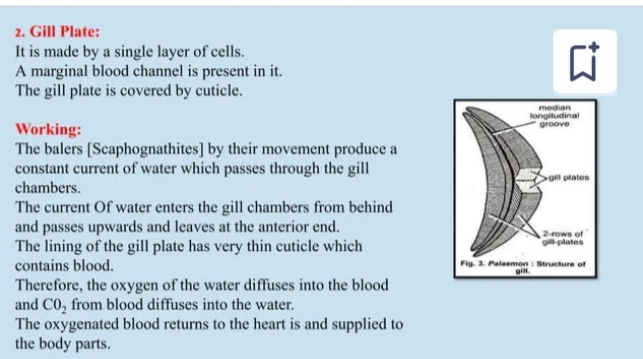 2. Gill Plate:
It is made by a single layer of cells.
A marginal blood channel is present in it.
The gill plate is covered by cuticle.
Working:
The balers [Scaphognathites] by their movement produce a
constant current of water which passes through the gill
chambers.
The current Of water enters the gill chambers from behind
and passes upwards and leaves at the anterior end.
The lining of the gill plate has very thin cuticle which
contains blood.
Therefore, the oxygen of the water diffuses into the blood
and C0₂ from blood diffuses into the water.
The oxygenated blood returns to the heart is and supplied to
the body parts.
median
longitudinal
groove
gill plates
2-rows of
gill-plates
Fig. 3. Palaemon : Structure of
gill.